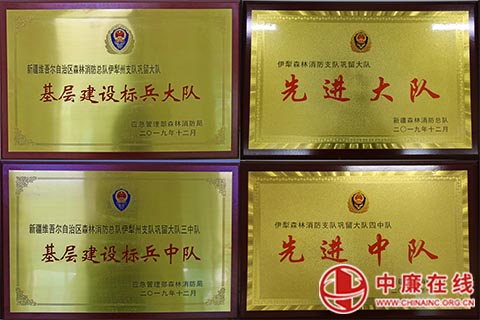 新疆维吾尔自治区森林消防总队伊犁州支队巩留大队
基层建设标兵大队
应急管理部森林消防局
二〇一九年十二月
伊犁森林消防支队巩留大队
先进大队
新疆森林消防总队
二〇一九年十二月
新疆维吾尔自治区森林消防总队伊犁州支队巩留大队三中队
基层建设标兵中队
应急管理部森林消防局
二〇一九年十二月
伊犁森林消防支队巩留大队四中队
先进中队
中廉在线
WWW.CHINAINC.ORG.CN